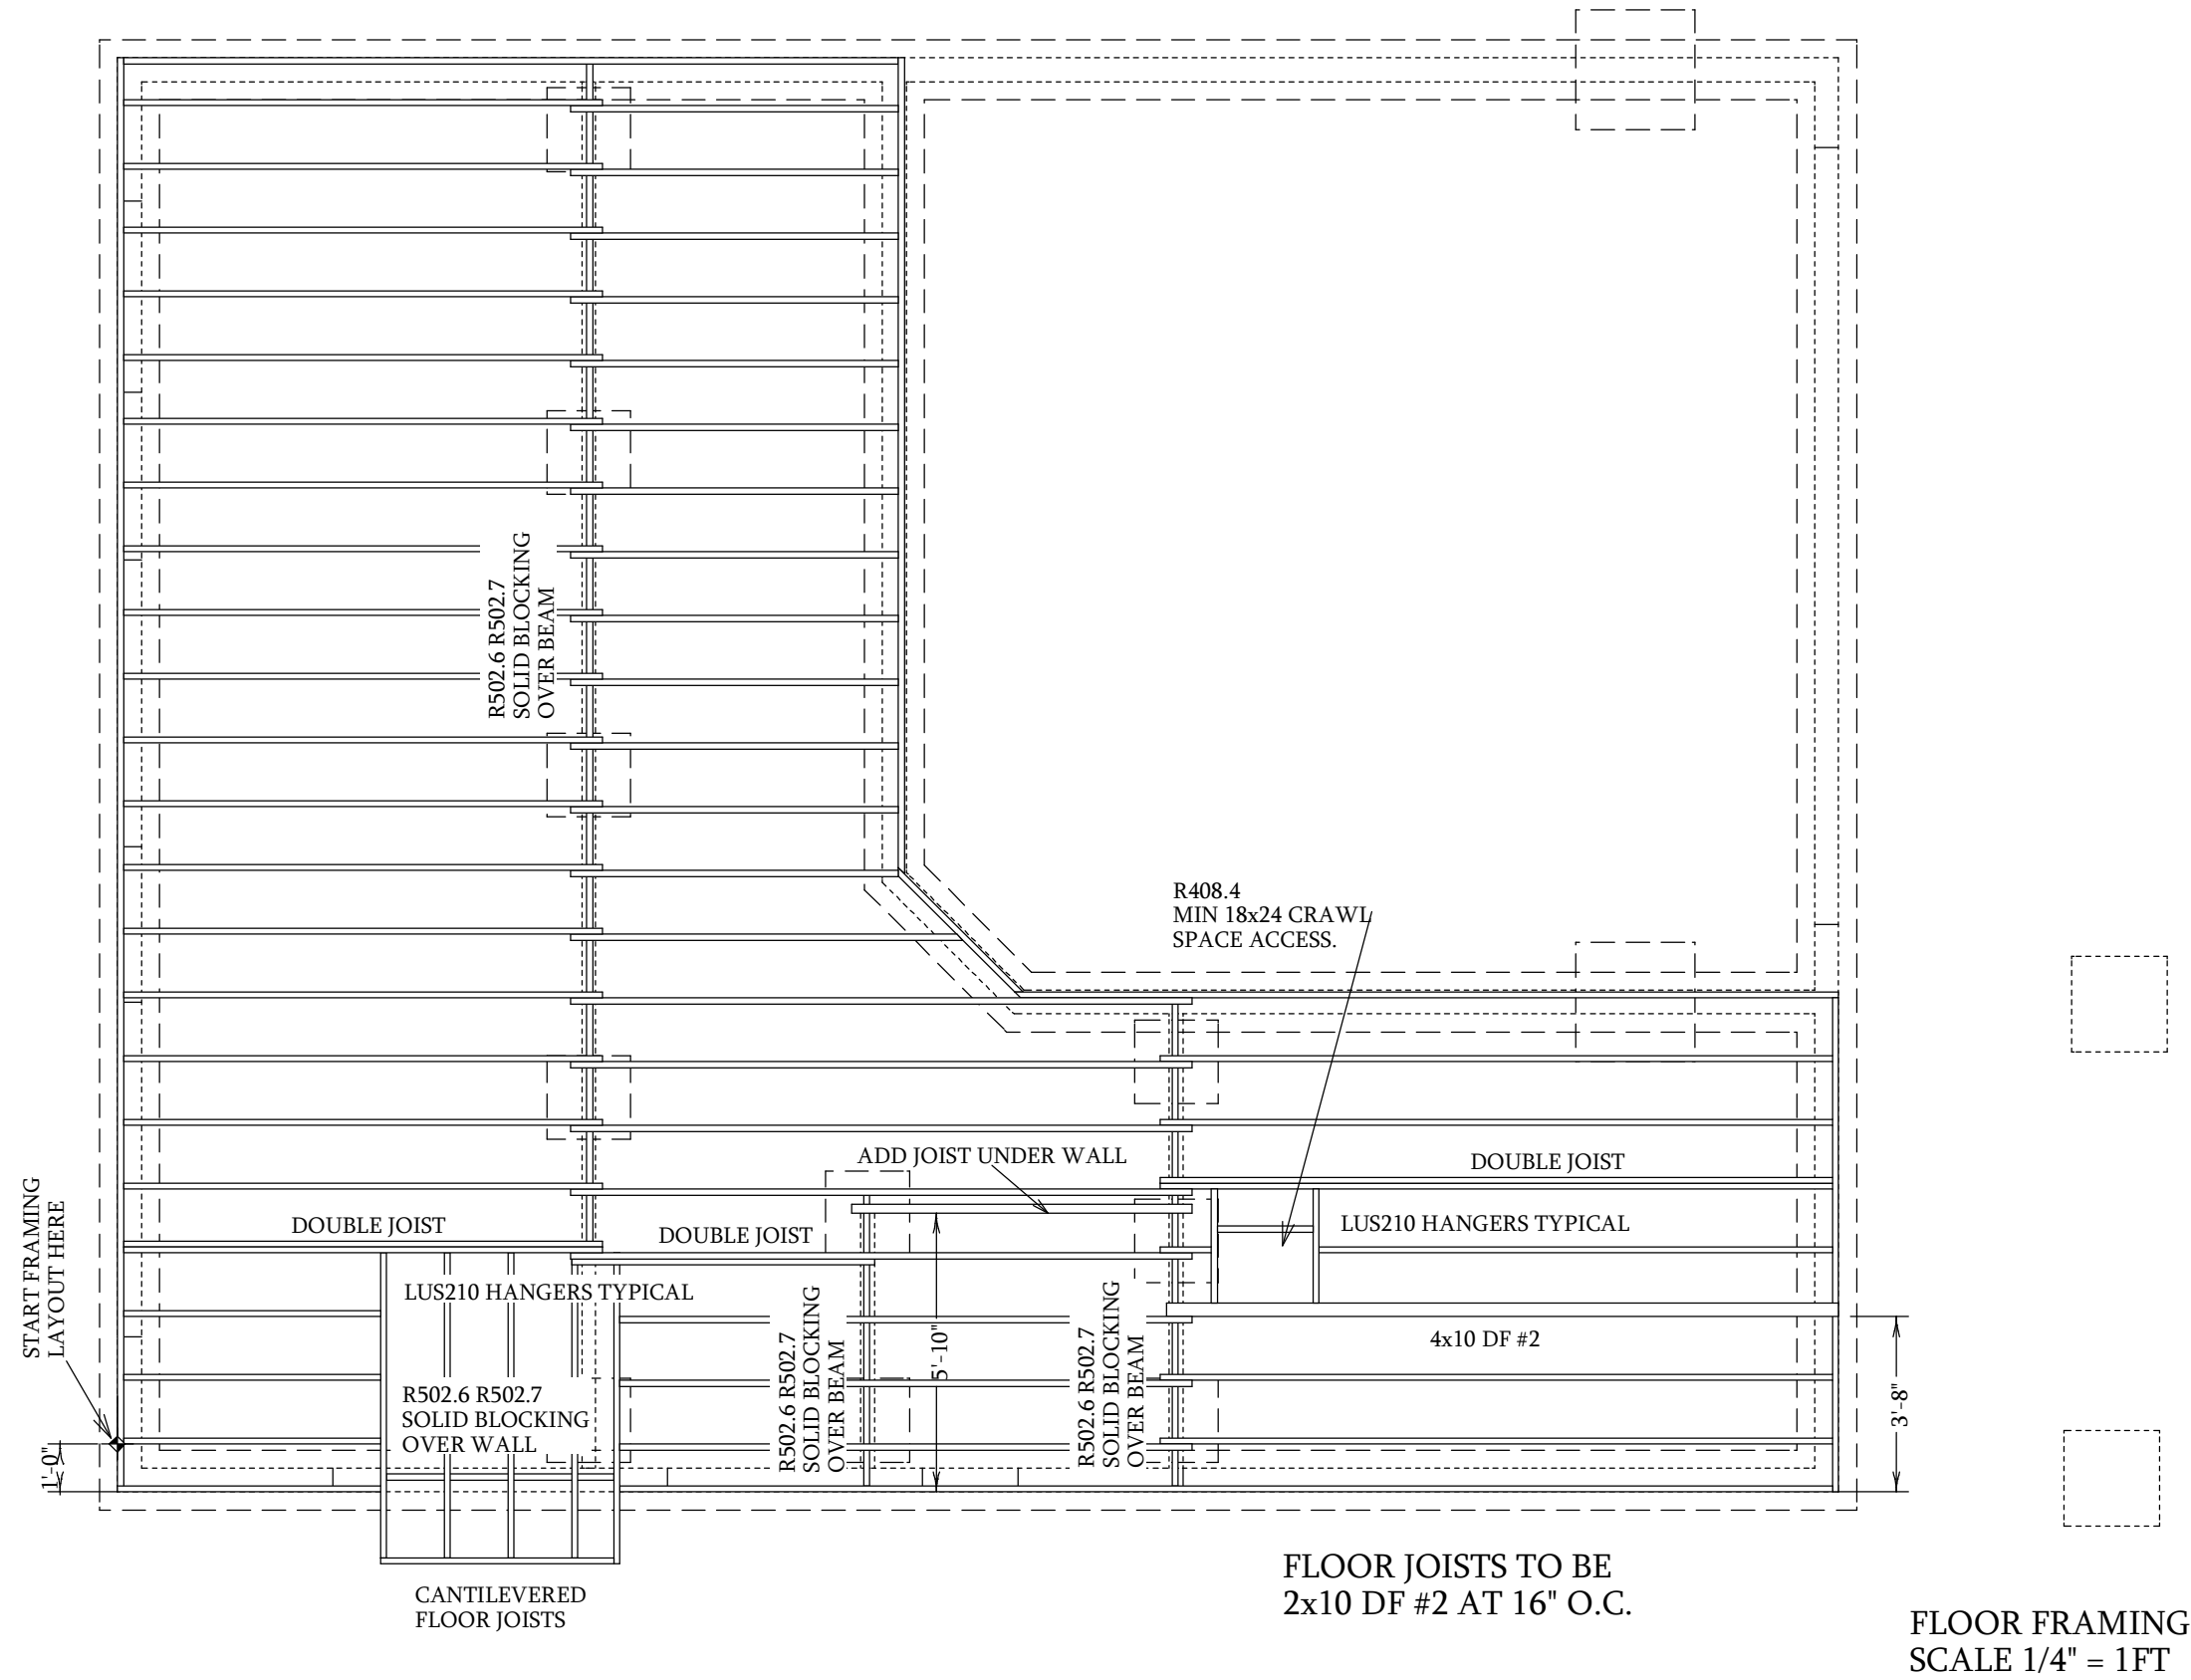 R502.6 R502.7
SOLID BLOCKING
OVER BEAM
R408.4
MIN 18x24 CRAWL
SPACE ACCESS.
ADD JOIST UNDER WALL
DOUBLE JOIST
START FRAMING
LAYOUT HERE
DOUBLE JOIST
DOUBLE JOIST
LUS210 HANGERS TYPICAL
LUS210 HANGERS TYPICAL
R502.6 R502.7
SOLID BLOCKING
OVER BEAM
5'-10"
R502.6 R502.7
SOLID BLOCKING
OVER BEAM
4x10 DF #2
3'-8"
R502.6 R502.7
SOLID BLOCKING
OVER WALL
1'-0"
CANTILEVERED
FLOOR JOISTS
FLOOR JOISTS TO BE
2x10 DF #2 AT 16" O.C.
FLOOR FRAMING
SCALE 1/4" = 1FT